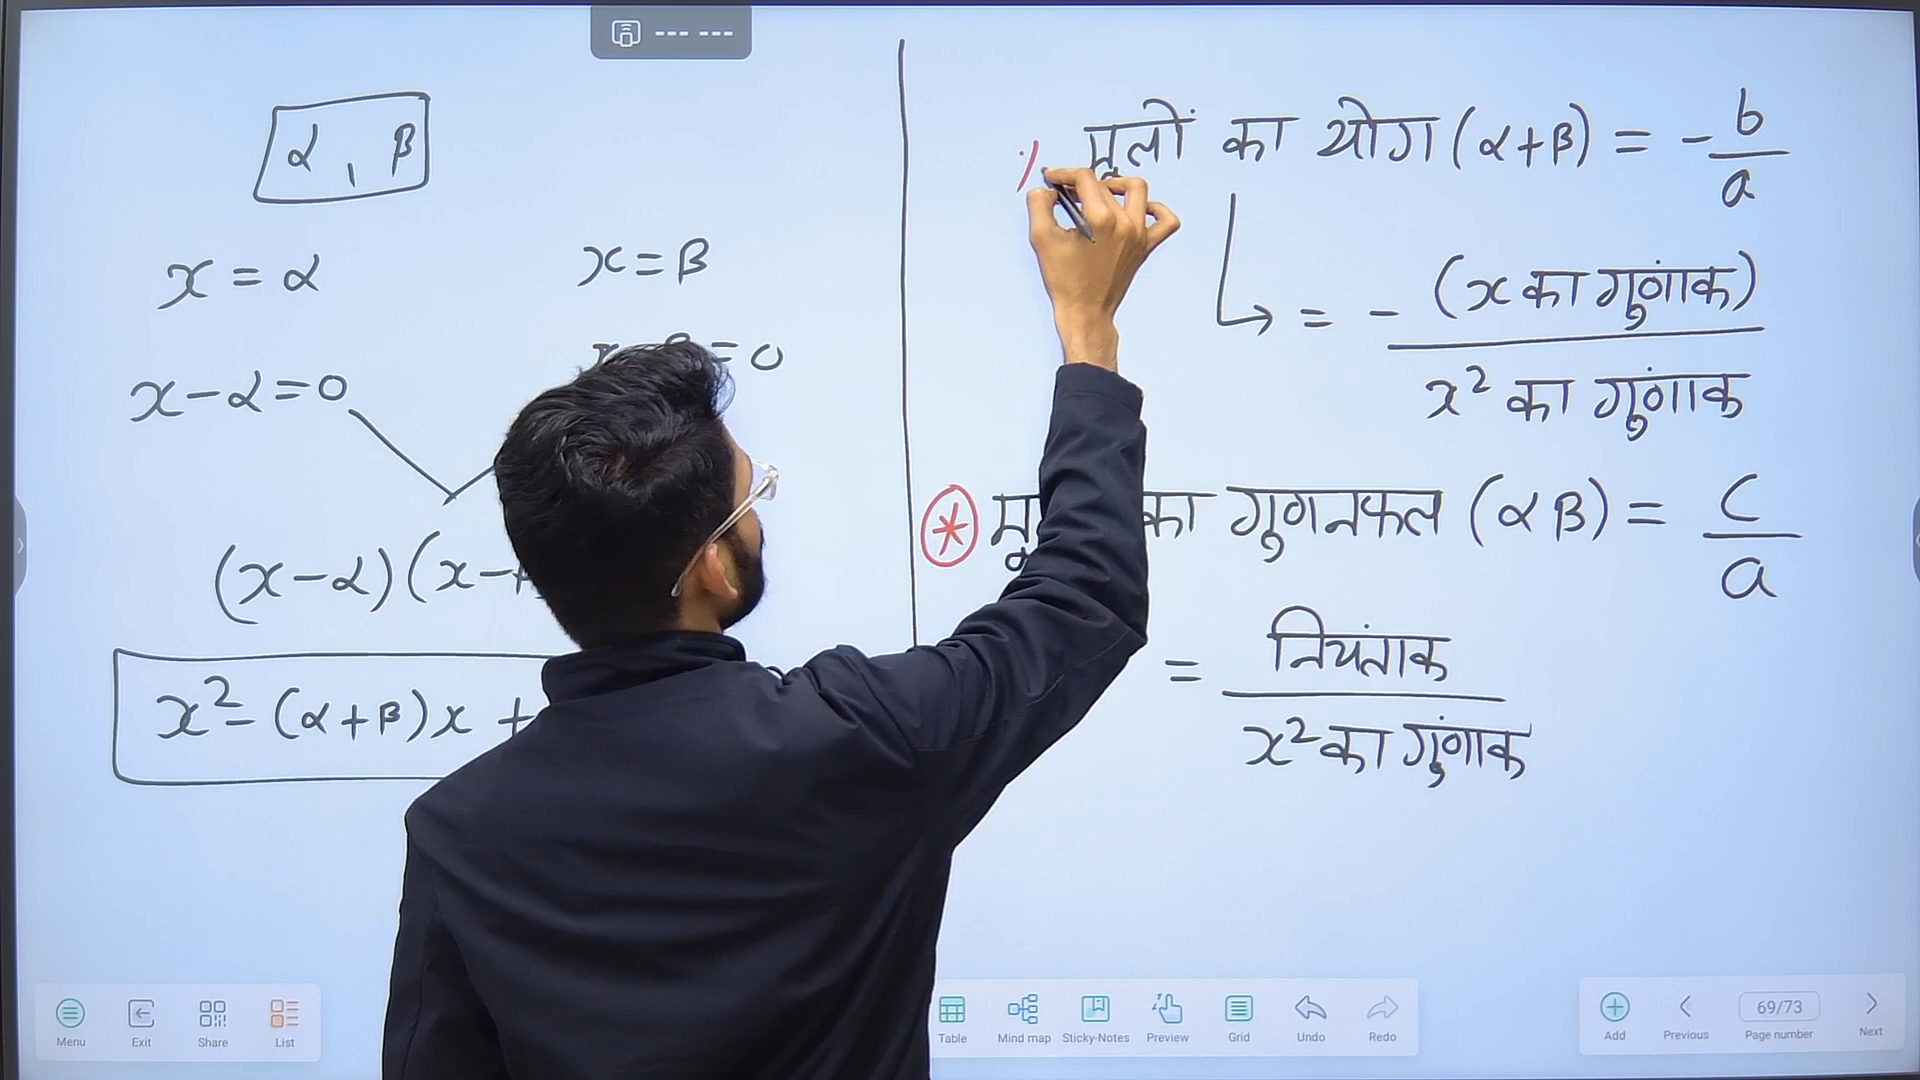 --- ---
α , β
x = α
x = β
x-α=0
= 0
(x-α)(x-
x²-(α+β)x +
मूलों का योग (α+β) = - b/a
= - (x का गुणांक) / x² का गुणांक
* का गुणनफल (αβ) = c/a
= नियंताक / x² का गुणांक
Menu Exit Share List
Table Mind map Sticky-Notes Preview Grid Undo Redo
Add Previous 69/73 Page number Next